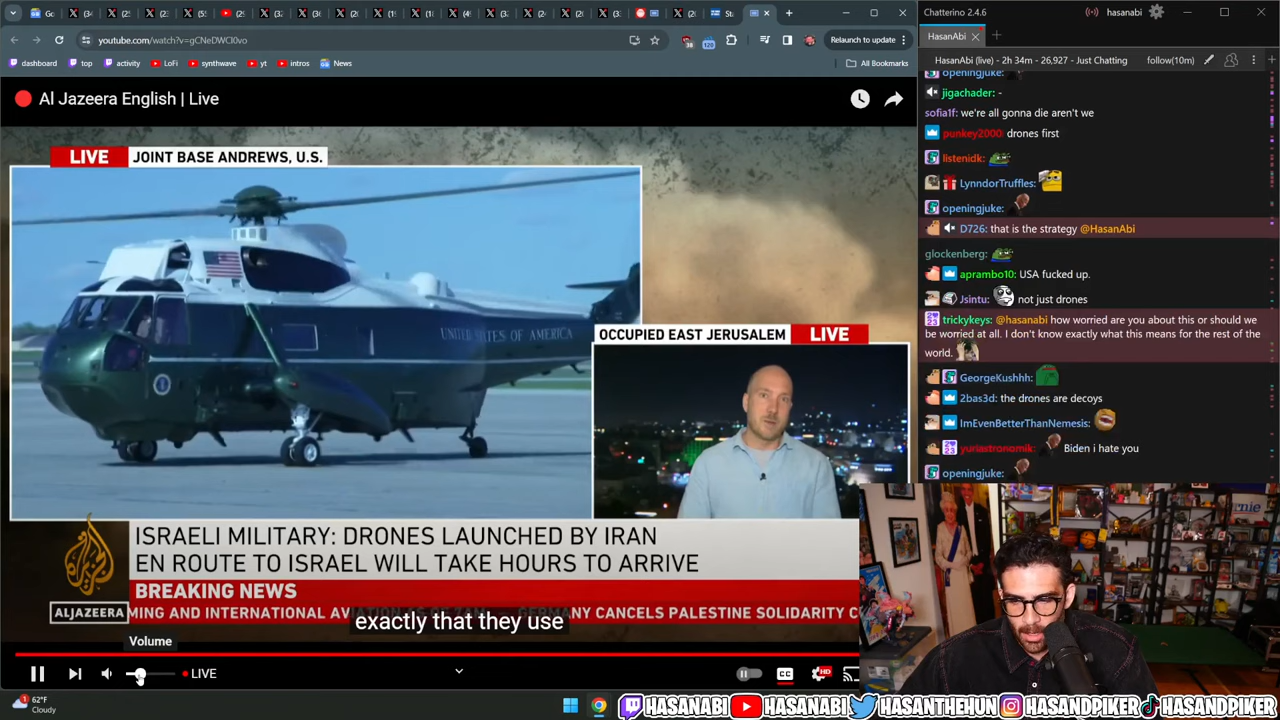 youtube.com/watch?v=gCNeDWCI0vo
Relaunch to update
dashboard
top
activity
LoFi
synthwave
yt
intros
News
All Bookmarks
Al Jazeera English | Live
LIVE
JOINT BASE ANDREWS, U.S.
UNITED STATES OF AMERICA
OCCUPIED EAST JERUSALEM
LIVE
ISRAELI MILITARY: DRONES LAUNCHED BY IRAN
EN ROUTE TO ISRAEL WILL TAKE HOURS TO ARRIVE
BREAKING NEWS
ALJAZEERA
GERMANY CANCELS PALESTINE SOLIDARITY
exactly that they use
Volume
LIVE
CC
HD
62°F
Cloudy
Chatterino 2.4.6
hasanabi
HasanAbi
HasanAbi (live) - 2h 34m - 26,927 - Just Chatting
follow(10m)
openingjuke:
jigachader: -
sofia1f: we're all gonna die aren't we
punkey2000: drones first
listenidk:
LynndorTruffles:
openingjuke:
D726: that is the strategy @HasanAbi
glockenberg:
aprambo10: USA fucked up.
Jsintu: not just drones
trickykeys: @hasanabi how worried are you about this or should we
be worried at all. I don't know exactly what this means for the rest of the
world.
GeorgeKushhh:
2bas3d: the drones are decoys
ImEvenBetterThanNemesis:
yuriastronomik: Biden i hate you
openingjuke:
HASANABI
HASANABI
HASANTHEHUN
HASANDPIKER
HASANDPIKER